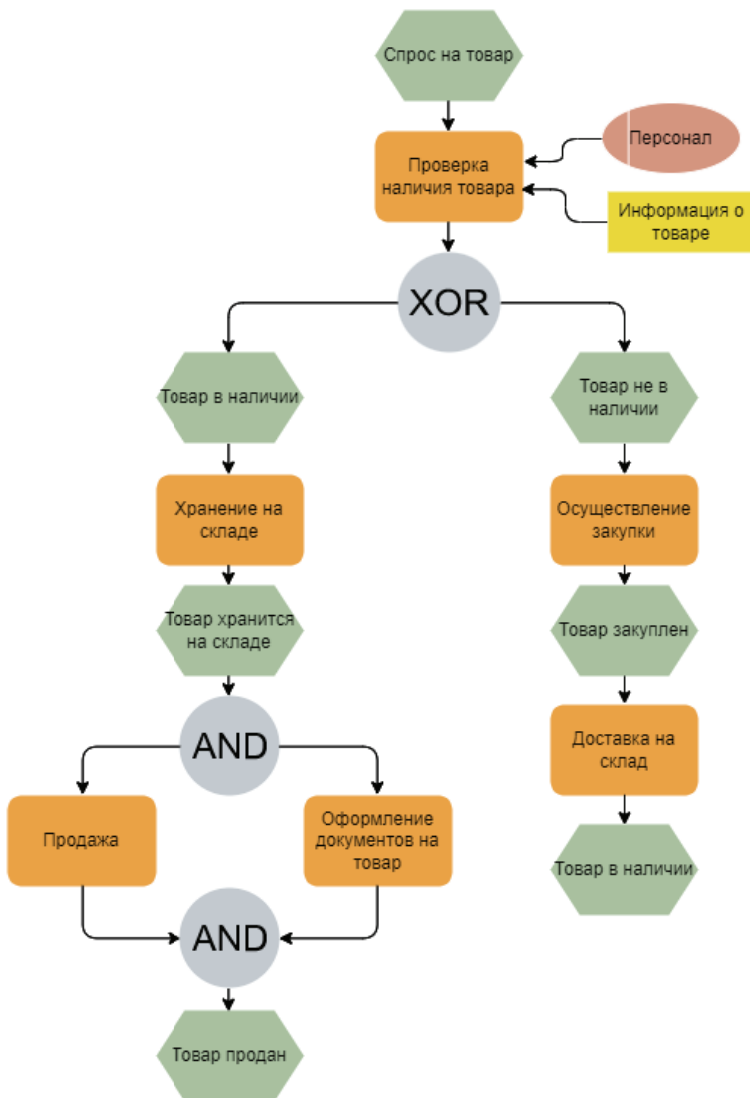 Спрос на товар
Проверка
наличия товара
Персонал
Информация о
товаре
XOR
Товар в наличии
Товар не в
наличии
Хранение на
складе
Осуществление
закупки
Товар хранится
на складе
Товар закуплен
AND
Доставка на
склад
Продажа
Оформление
документов на
товар
Товар в наличии
AND
Товар продан